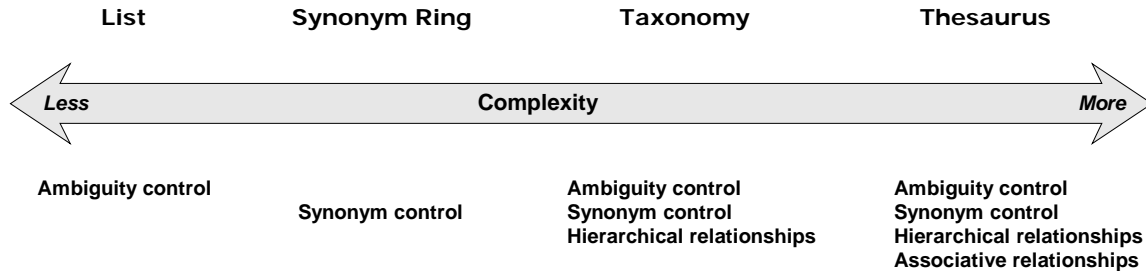 List Synonym Ring Taxonomy Thesaurus
Less Complexity More
Ambiguity control Ambiguity control Ambiguity control
Synonym control Synonym control Synonym control
Hierarchical relationships Hierarchical relationships
Associative relationships